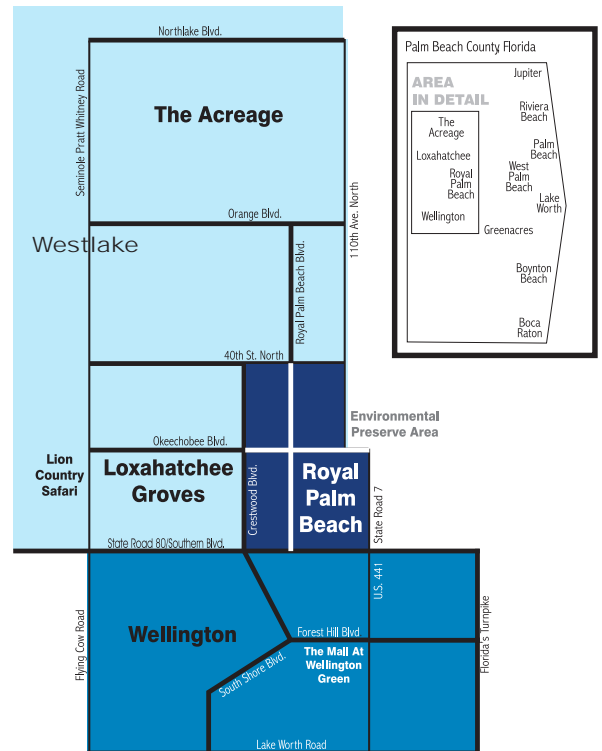 Northlake Blvd.
Seminole Pratt Whitney Road
The Acreage
110th Ave. North
Orange Blvd.
Westlake
Royal Palm Beach Blvd.
40th St. North
Environmental
Preserve Area
Okeechobee Blvd.
Lion
Country
Safari
Loxahatchee
Groves
Crestwood Blvd.
Royal
Palm
Beach
State Road 7
State Road 80/Southern Blvd.
Flying Cow Road
Wellington
U.S. 441
Florida's Turnpike
Forest Hill Blvd
The Mall At
Wellington
Green
South Shore Blvd.
Lake Worth Road
Palm Beach County, Florida
AREA
IN DETAIL
The
Acreage
Loxahatchee
Royal
Palm
Beach
Wellington
Jupiter
Riviera
Beach
Palm
Beach
West
Palm
Beach
Lake
Worth
Greenacres
Boynton
Beach
Boca
Raton